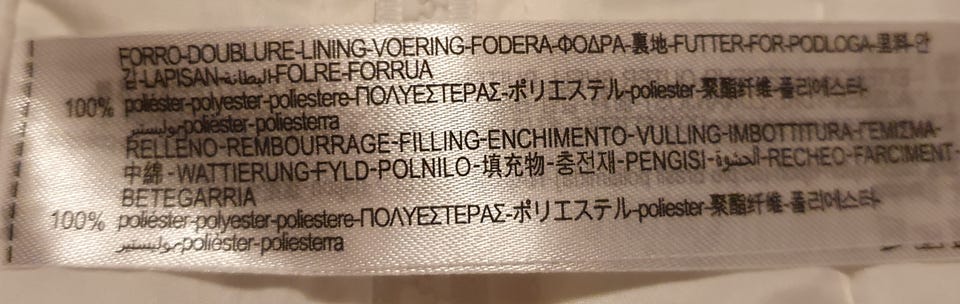 FORRO-DOUBLURE-LINING-VOERING-FODERA-ΦΟΔΡΑ-裏地-FUTTER-FOR-PODLOGA-里料-안
감-LAPISAN-البطانة-FOLRE-FORRUA
100% poliéster-polyester-poliestere-ΠΟΛΥΕΣΤΕΡΑΣ-ポリエステル-poliester-聚酯纤维-폴리에스터-
بوليستير-polièster-poliesterra
RELLENO-REMBOURRAGE-FILLING-ENCHIMENTO-VULLING-IMBOTTITURA-ΓΕΜΙΣΜΑ-
中綿-WATTIERUNG-FYLD-POLNILO-填充物-충전재-PENGISI-الحشوة-RECHEO-FARCIMENT-
BETEGARRIA
100% poliéster-polyester-poliestere-ΠΟΛΥΕΣΤΕΡΑΣ-ポリエステル-poliester-聚酯纤维-폴리에스터-
بوليستير-polièster-poliesterra